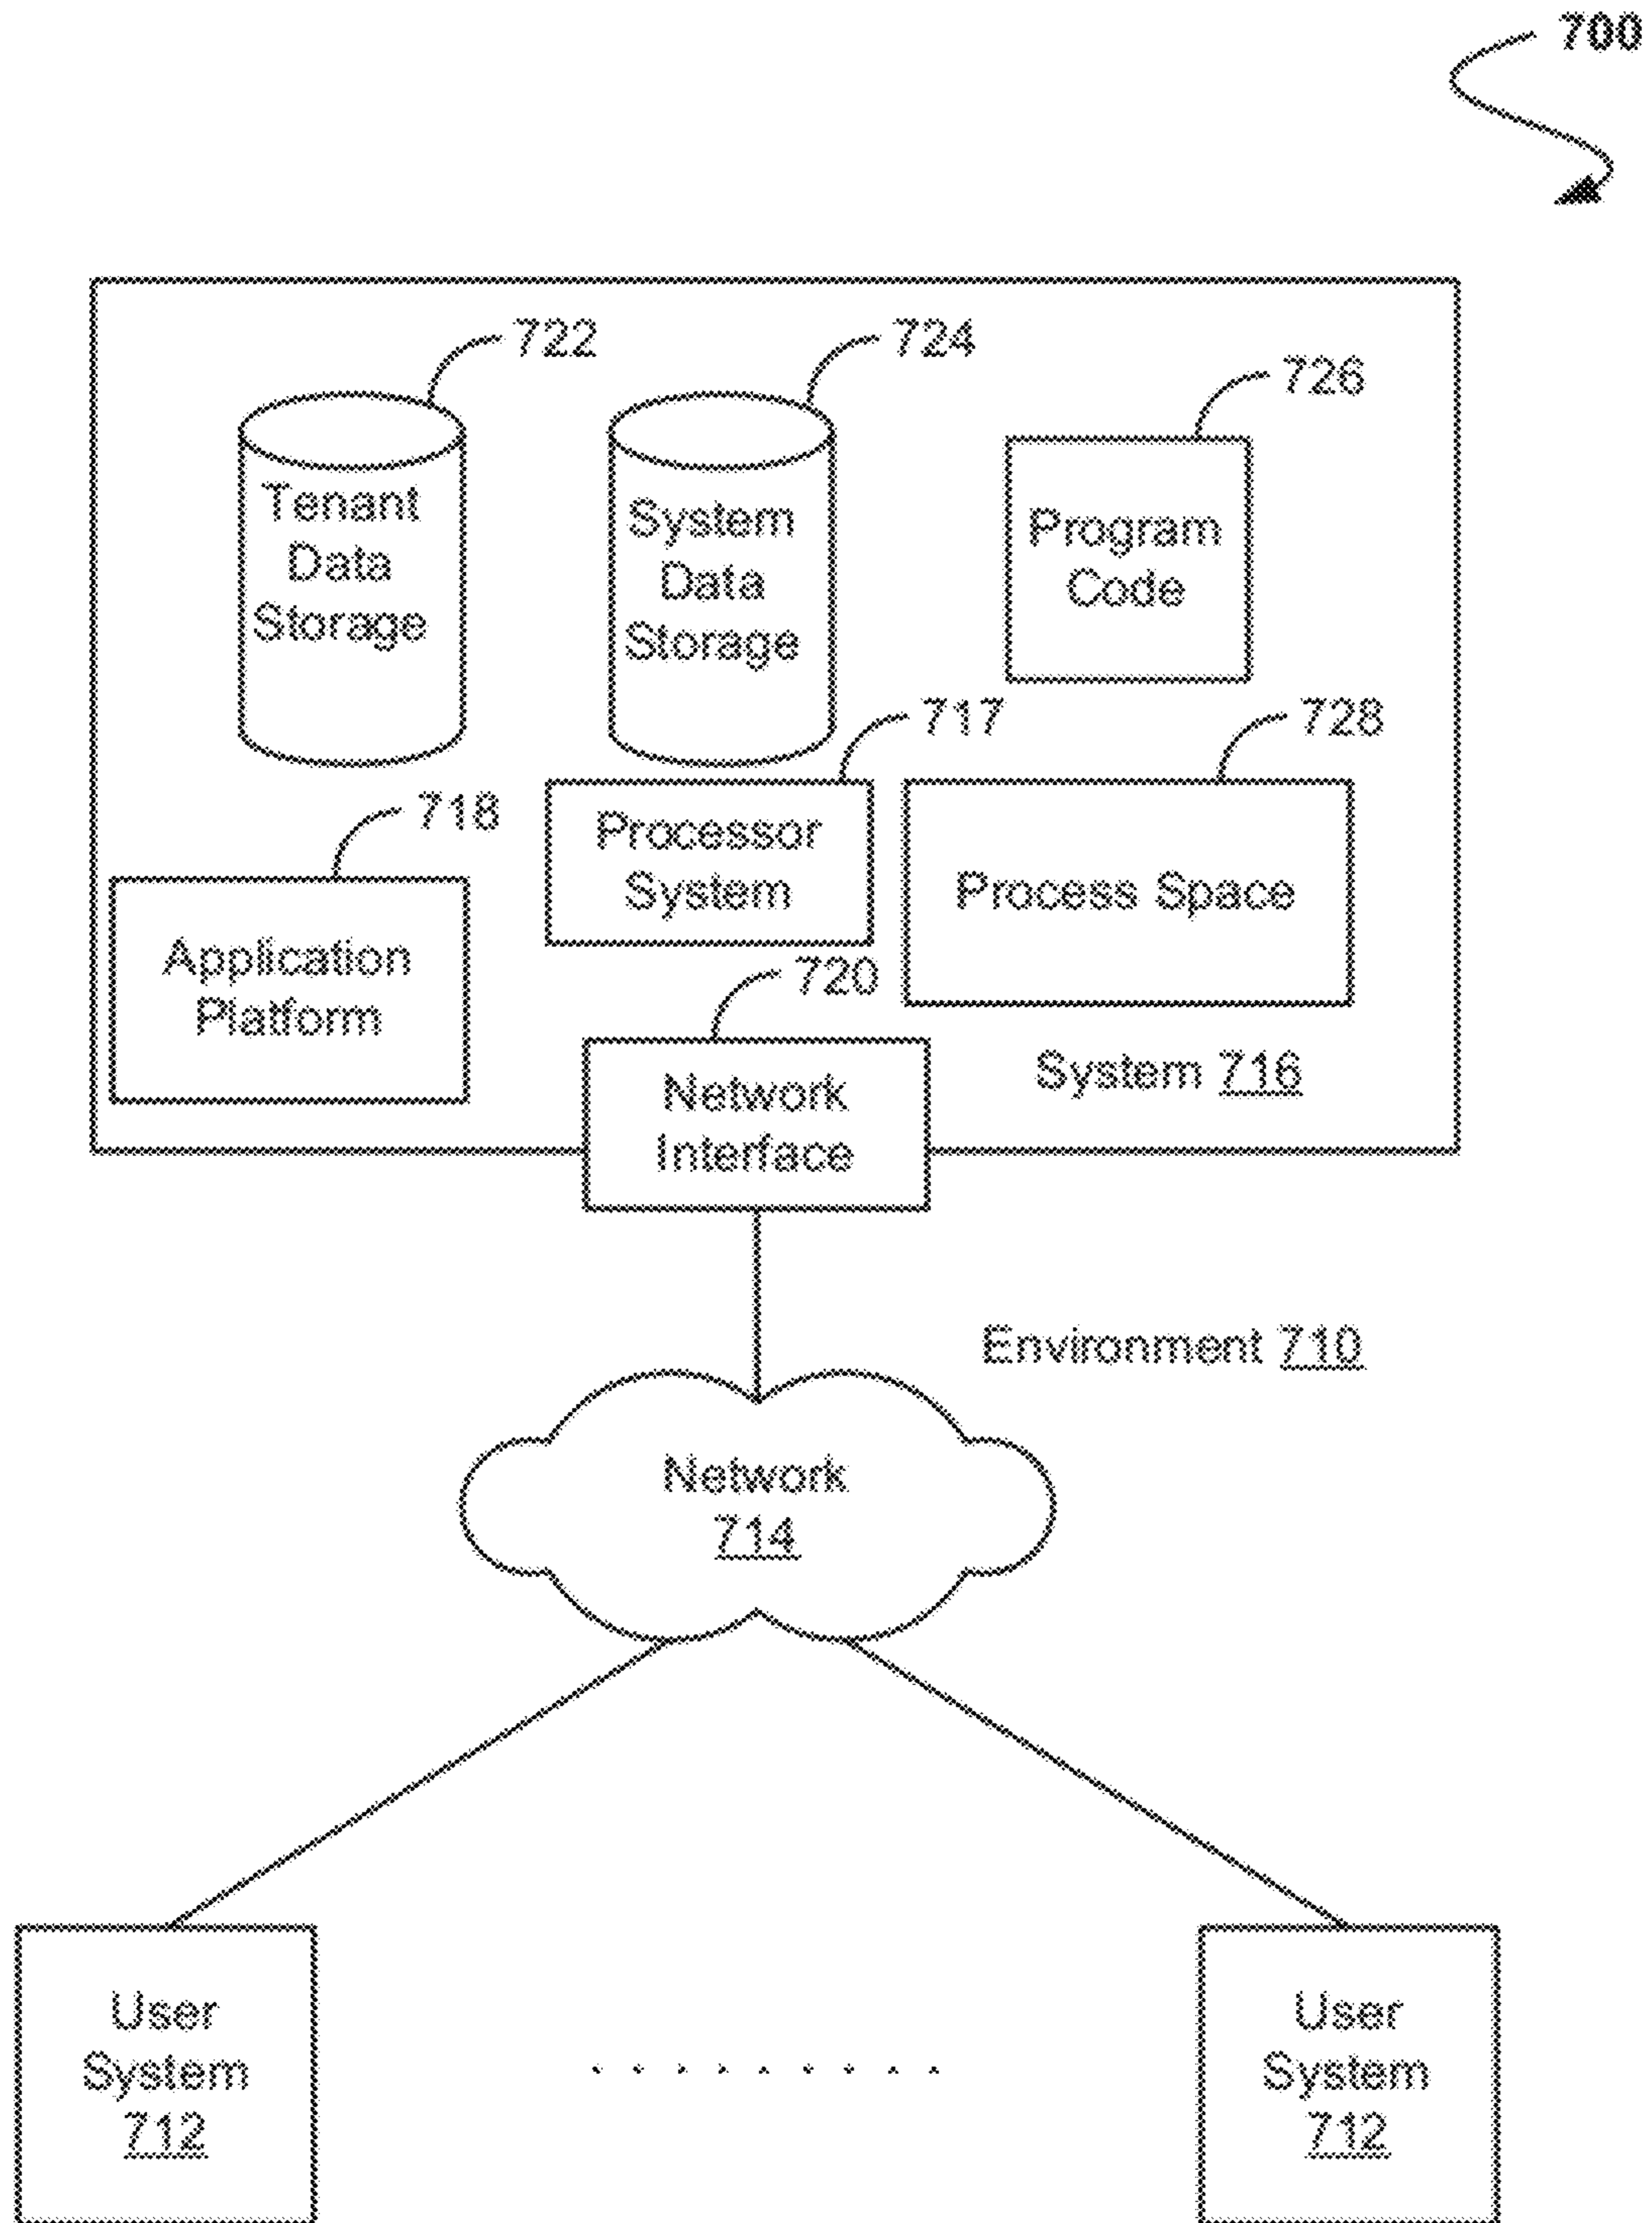 700
722
724
726
Tenant
Data
Storage
System
Data
Storage
Program
Code
717
728
718
Processor
System
Process Space
Application
Platform
720
Network
Interface
System 716
Environment 710
Network
714
User
System
712
. . . . . . . . .
User
System
712